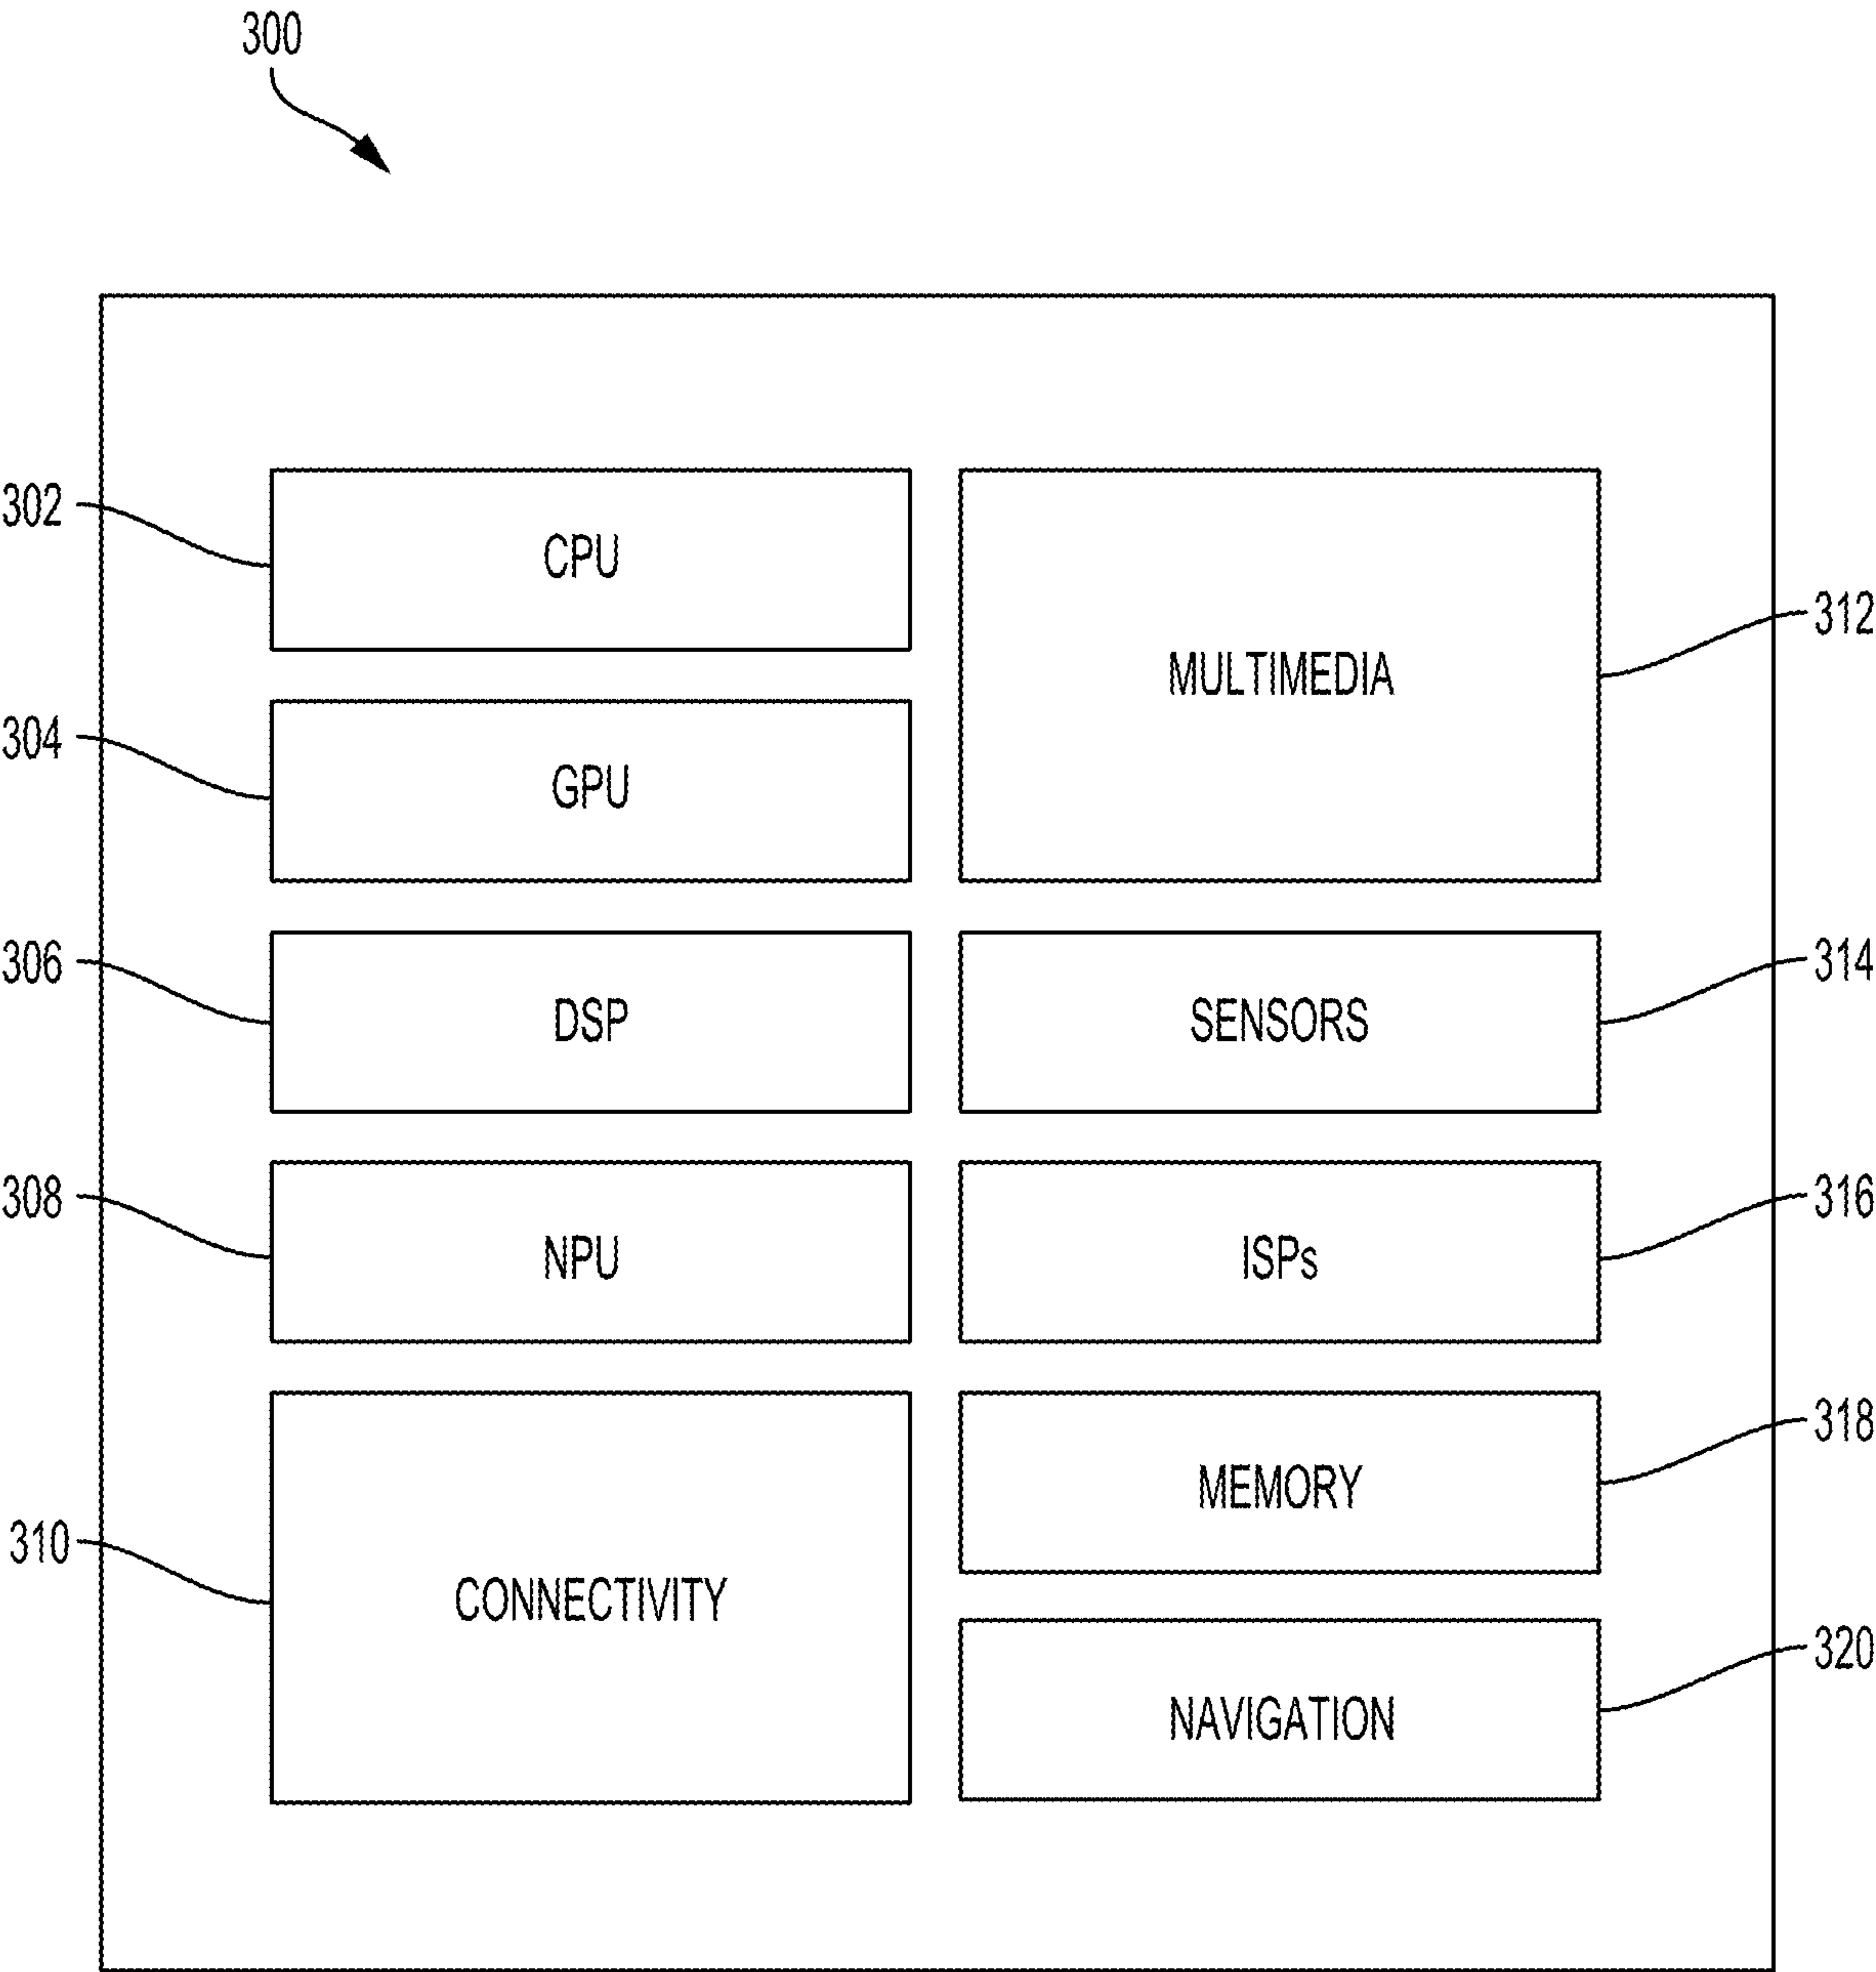 300
302
CPU
MULTIMEDIA
312
304
GPU
306
DSP
SENSORS
314
308
NPU
ISPs
316
310
CONNECTIVITY
MEMORY
318
NAVIGATION
320